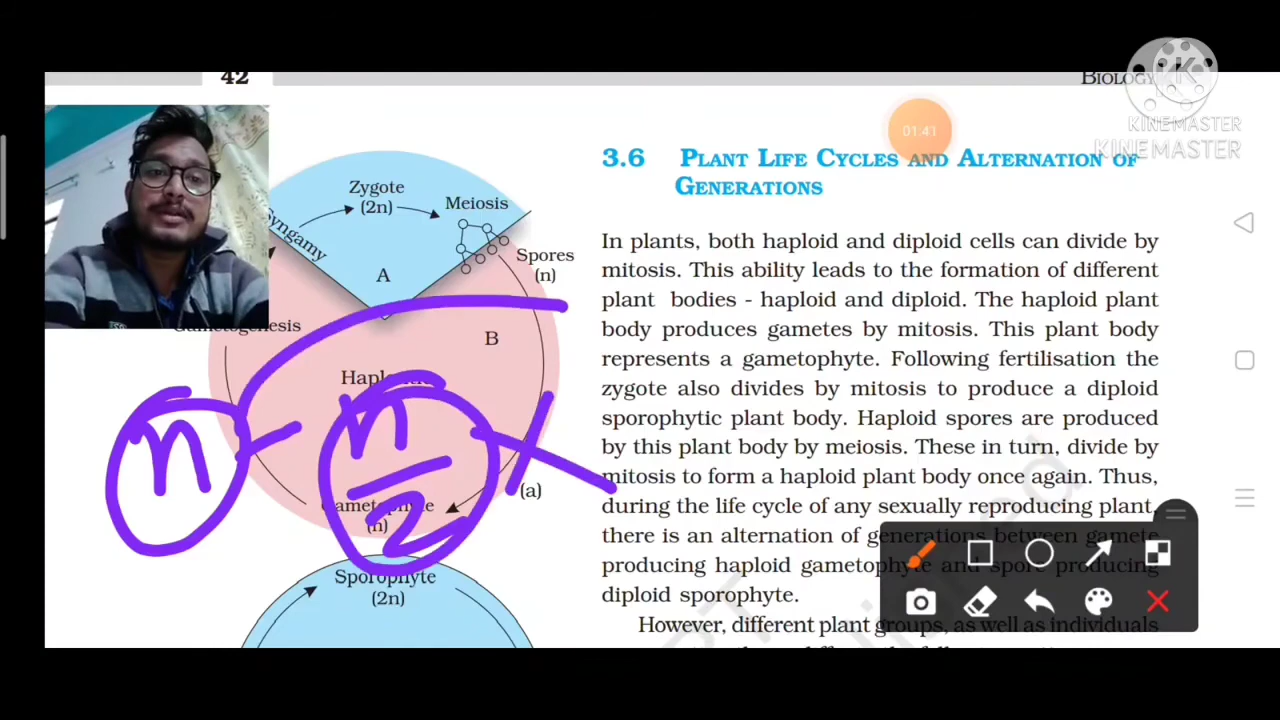 42
BIOLOGY
KINEMASTER
KINEMASTER
01:41
3.6 PLANT LIFE CYCLES AND ALTERNATION OF
GENERATIONS
In plants, both haploid and diploid cells can divide by
mitosis. This ability leads to the formation of different
plant bodies - haploid and diploid. The haploid plant
body produces gametes by mitosis. This plant body
represents a gametophyte. Following fertilisation the
zygote also divides by mitosis to produce a diploid
sporophytic plant body. Haploid spores are produced
by this plant body by meiosis. These in turn, divide by
mitosis to form a haploid plant body once again. Thus,
during the life cycle of any sexually reproducing plant,
there is an alternation of generations between gamete
producing haploid gametophyte and spore producing
diploid sporophyte.
However, different plant groups, as well as individuals
Zygote
(2n)
Meiosis
Syngamy
Spores
(n)
A
Gametogenesis
B
n
n
2
Gametophyte
(n)
(a)
Sporophyte
(2n)